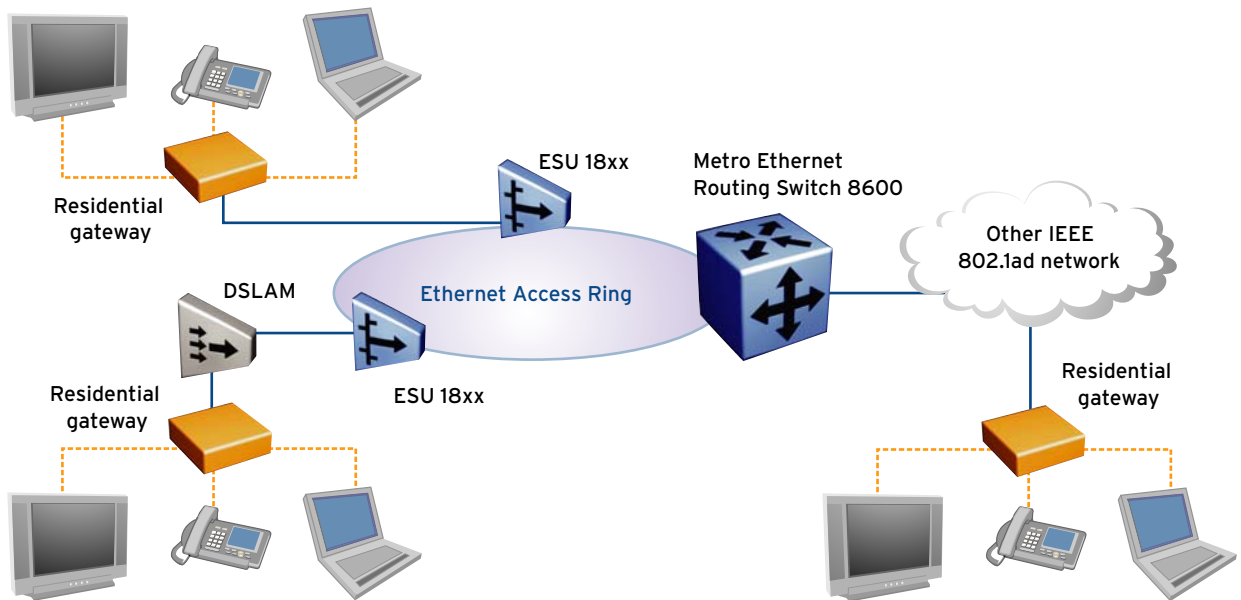 ESU 18xx
Metro Ethernet
Routing Switch 8600
Residential
gateway
Other IEEE
802.1ad network
DSLAM
Ethernet Access Ring
Residential
gateway
ESU 18xx
Residential
gateway